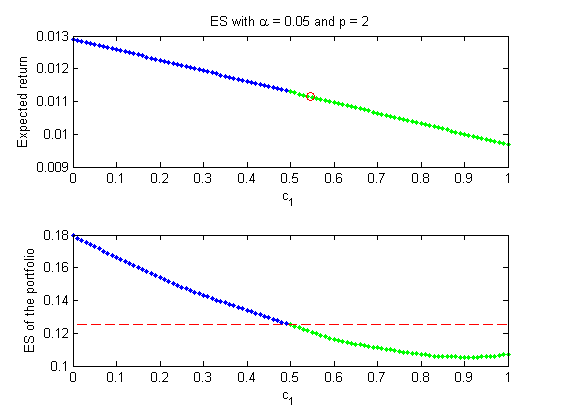 ES with α = 0.05 and p = 2
0.013
0.012
0.011
0.01
0.009
Expected return
0 0.1 0.2 0.3 0.4 0.5 0.6 0.7 0.8 0.9 1
c1
0.18
0.16
0.14
0.12
0.1
ES of the portfolio
0 0.1 0.2 0.3 0.4 0.5 0.6 0.7 0.8 0.9 1
c1